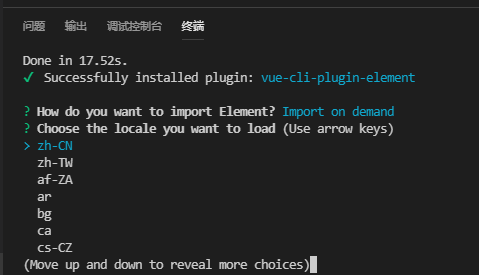 问题 输出 调试控制台 终端
Done in 17.52s.
✓ Successfully installed plugin: vue-cli-plugin-element
? How do you want to import Element? Import on demand
? Choose the locale you want to load (Use arrow keys)
> zh-CN
zh-TW
af-ZA
ar
bg
ca
cs-CZ
(Move up and down to reveal more choices)